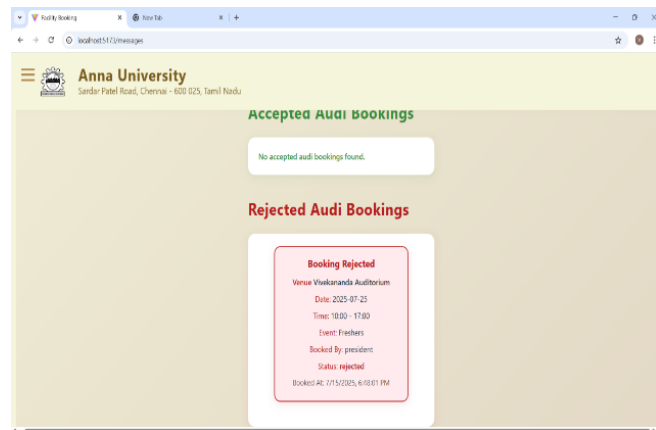 Facility Booking
New Tab
localhost:5173/messages
Anna University
Sardar Patel Road, Chennai - 600 025, Tamil Nadu
Accepted Audi Bookings
No accepted audi bookings found.
Rejected Audi Bookings
Booking Rejected
Venue Vivekananda Auditorium
Date: 2025-07-25
Time: 10:00 - 17:00
Event: Freshers
Booked By: president
Status: rejected
Booked At: 7/15/2025, 6:48:01 PM